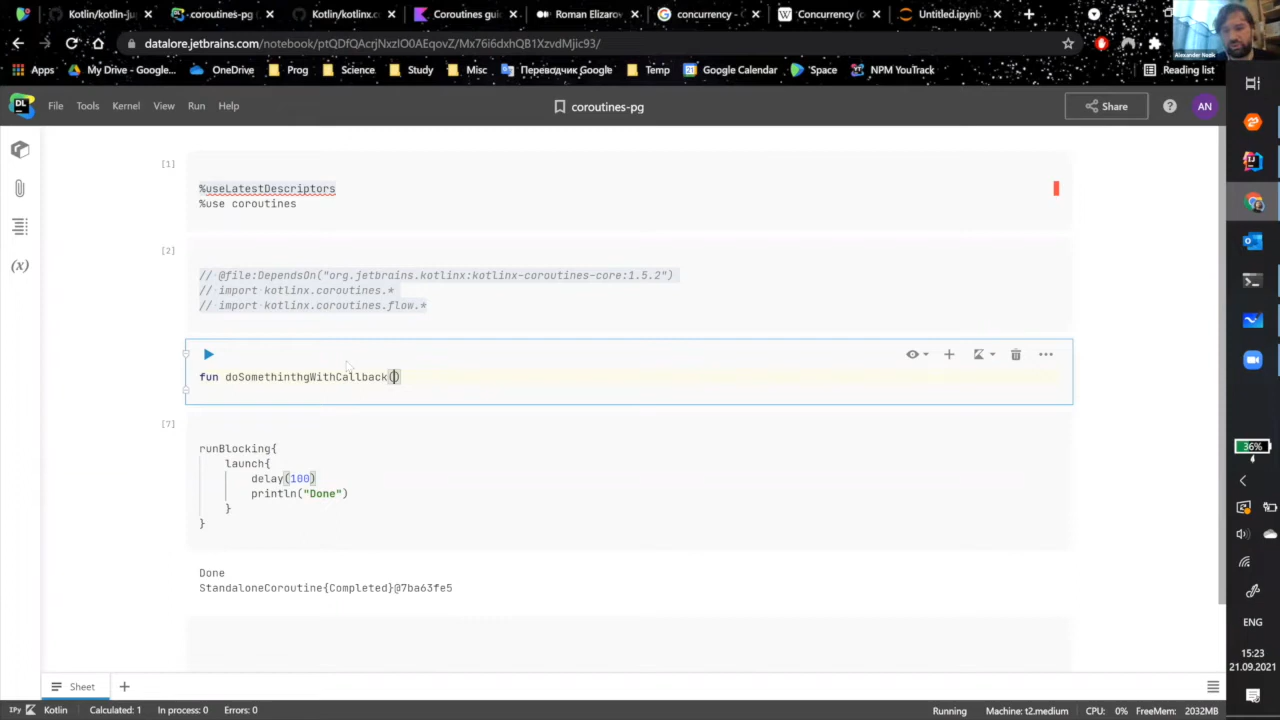 Kotlin/kotlin-ju
coroutines-pg
Kotlin/kotlinx.c
Coroutines gui
Roman Elizarov
concurrency -
Concurrency (c
Untitled.ipynb
datalore.jetbrains.com/notebook/ptQDfQAcrjNxzIO0AEqovZ/Mx76i6dxhQB1XzvdMjic93/
Apps
My Drive - Google...
OneDrive
Prog
Science
Study
Misc
Переводчик Google
Temp
Google Calendar
Space
NPM YouTrack
Reading list
DL
File
Tools
Kernel
View
Run
Help
coroutines-pg
Share
AN
[1]
%useLatestDescriptors
%use coroutines
[2]
// @file:DependsOn("org.jetbrains.kotlinx:kotlinx-coroutines-core:1.5.2")
// import kotlinx.coroutines.*
// import kotlinx.coroutines.flow.*
fun doSomethinthgWithCallback()
[7]
runBlocking{
launch{
delay(100)
println("Done")
}
}
Done
StandaloneCoroutine{Completed}@7ba63fe5
Sheet
Kotlin
Calculated: 1
In process: 0
Errors: 0
Running
Machine: t2.medium
CPU: 0%
FreeMem: 2032MB
36%
ENG
15:23
21.09.2021